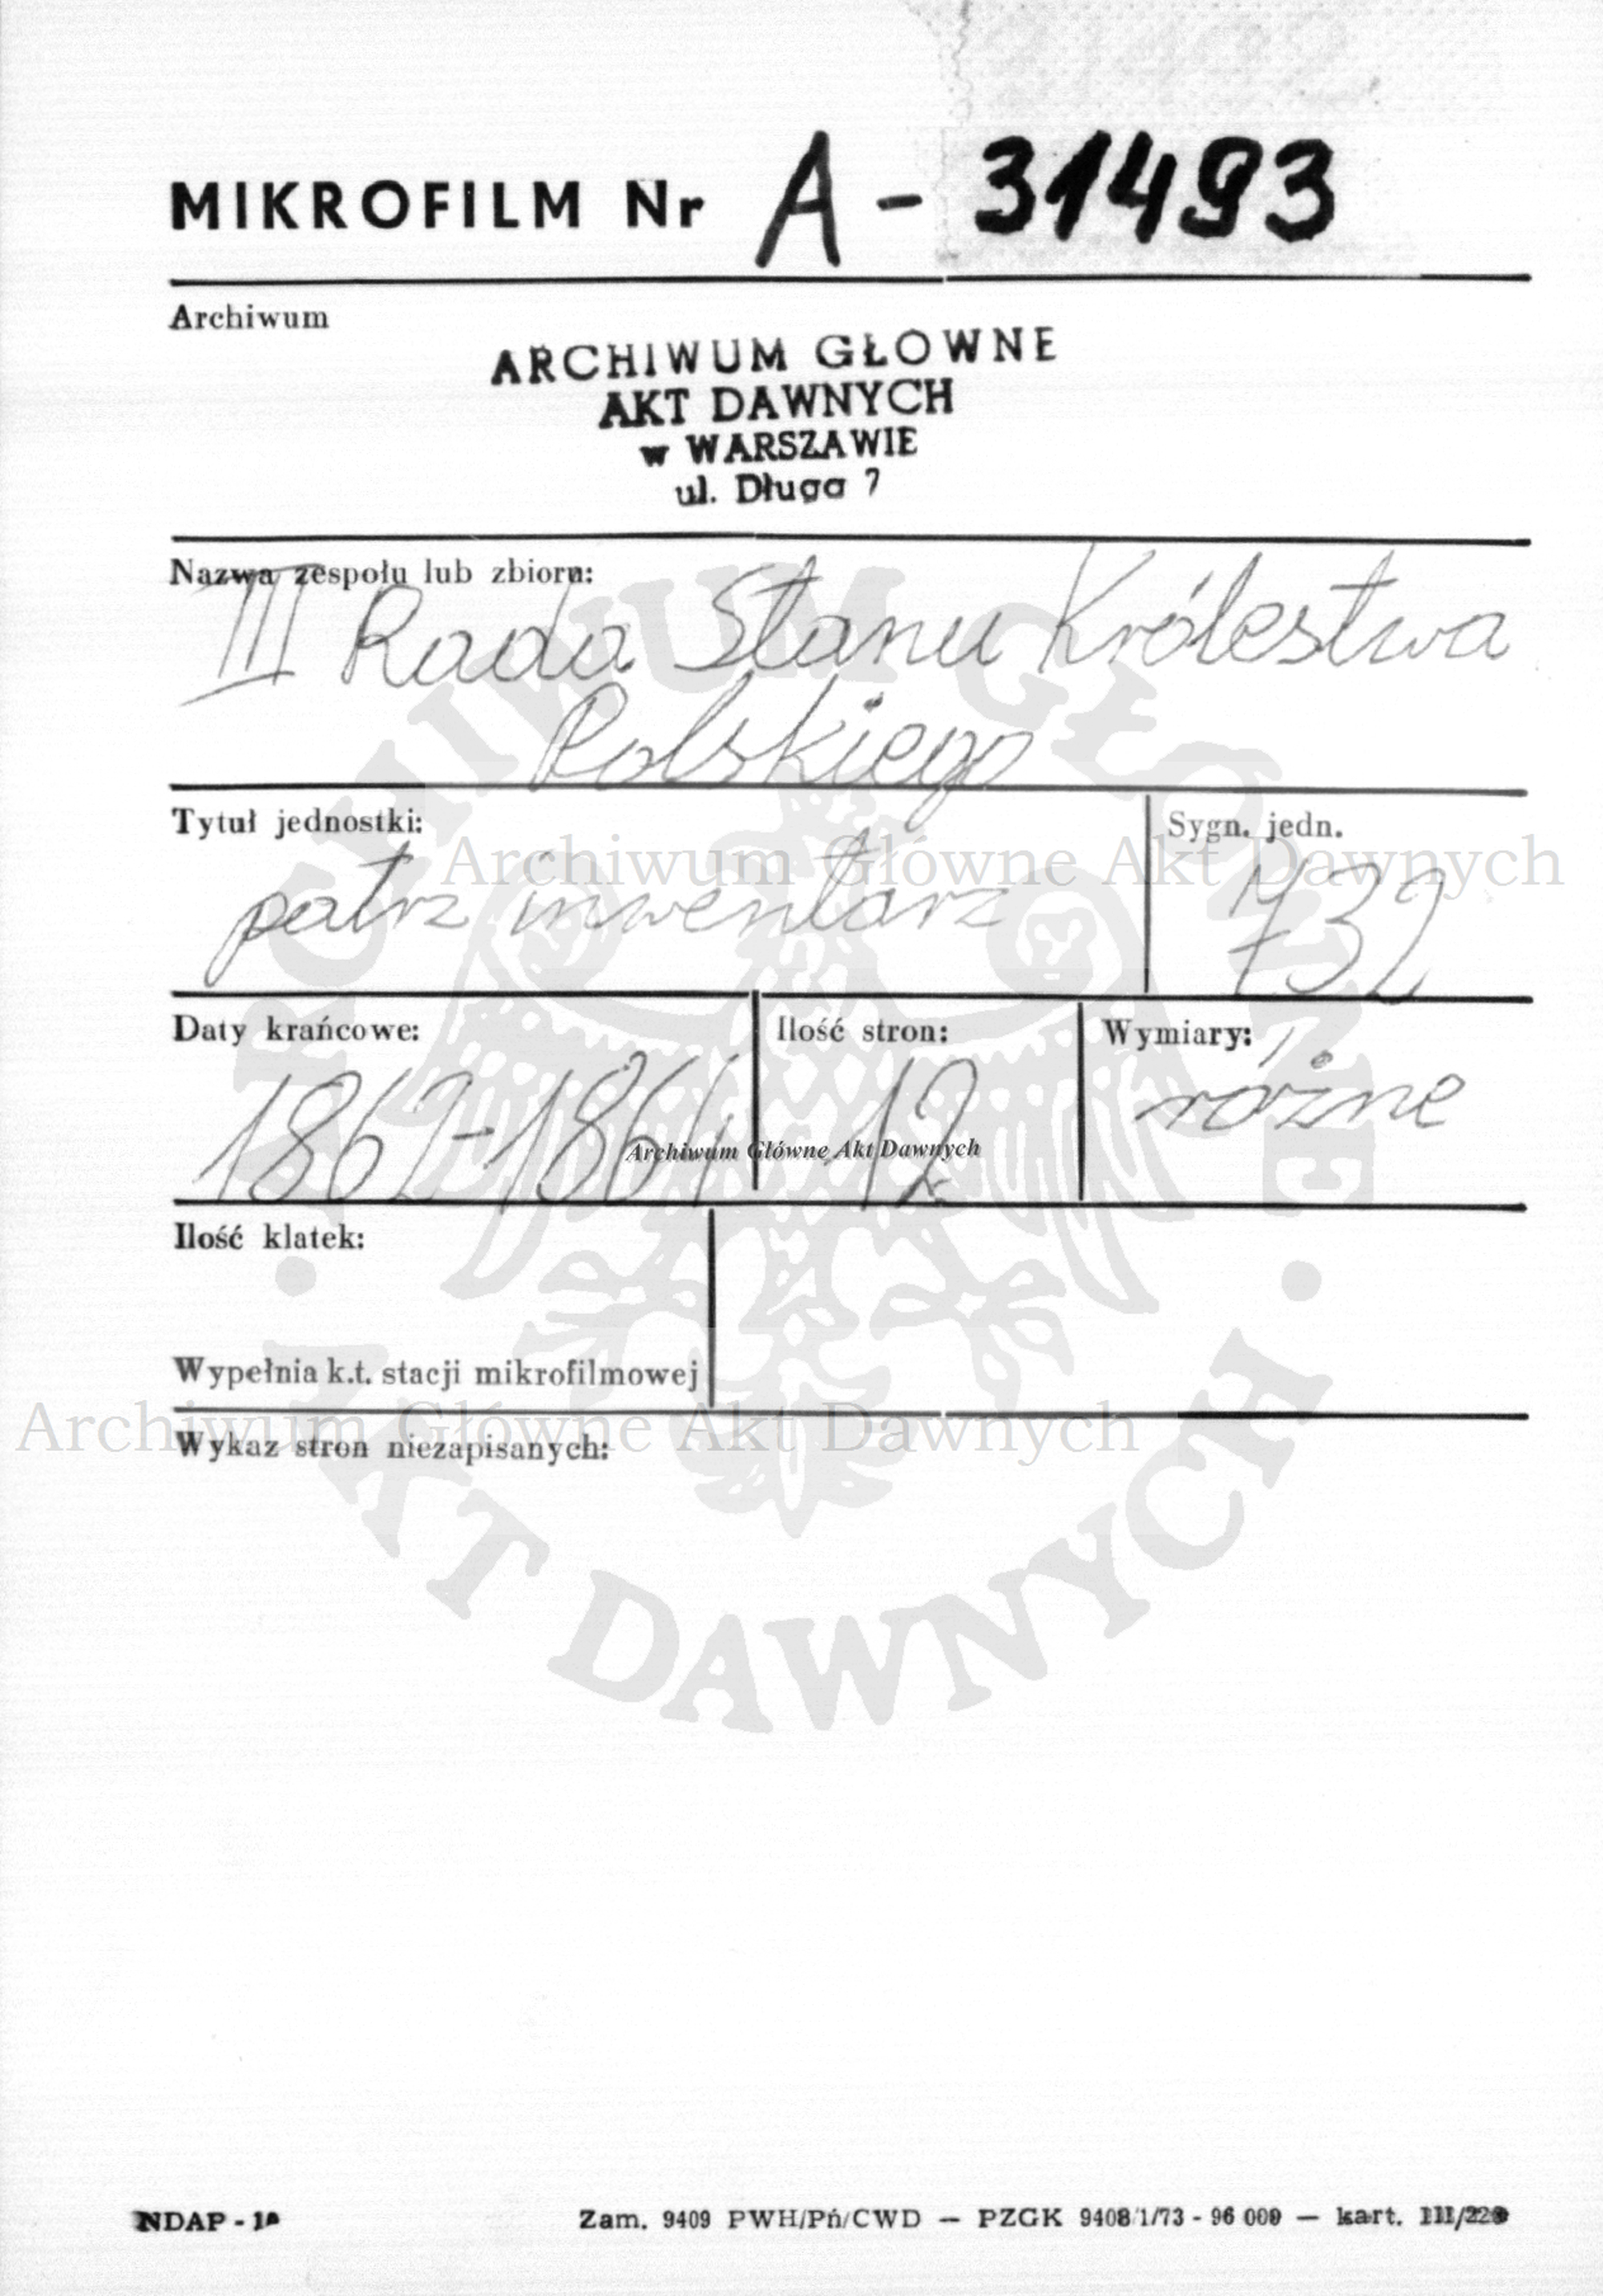 MIKROFILM Nr A - 31493
Archiwum
ARCHIWUM GŁOWNE
AKT DAWNYCH
w WARSZAWIE
ul. Długa 7
Nazwa zespołu lub zbioru:
III Rada Stanu Królestwa
Polskiego
Tytuł jednostki:
Sygn. jedn.
Archiwum Główne Akt Dawnych
patrz inwentarz
732
Daty krańcowe:
Ilość stron:
Wymiary:
1862-1864
12
różne
Archiwum Główne Akt Dawnych
Ilość klatek:
Wypełnia k.t. stacji mikrofilmowej
Archiwum Główne Akt Dawnych
Wykaz stron niezapisanych:
ARCHIWUM GŁÓWNE
AKT DAWNYCH
NDAP -
Zam. 9409 PWH/Pń/CWD — PZGK 9408/1/73 - 96 000 — kart.